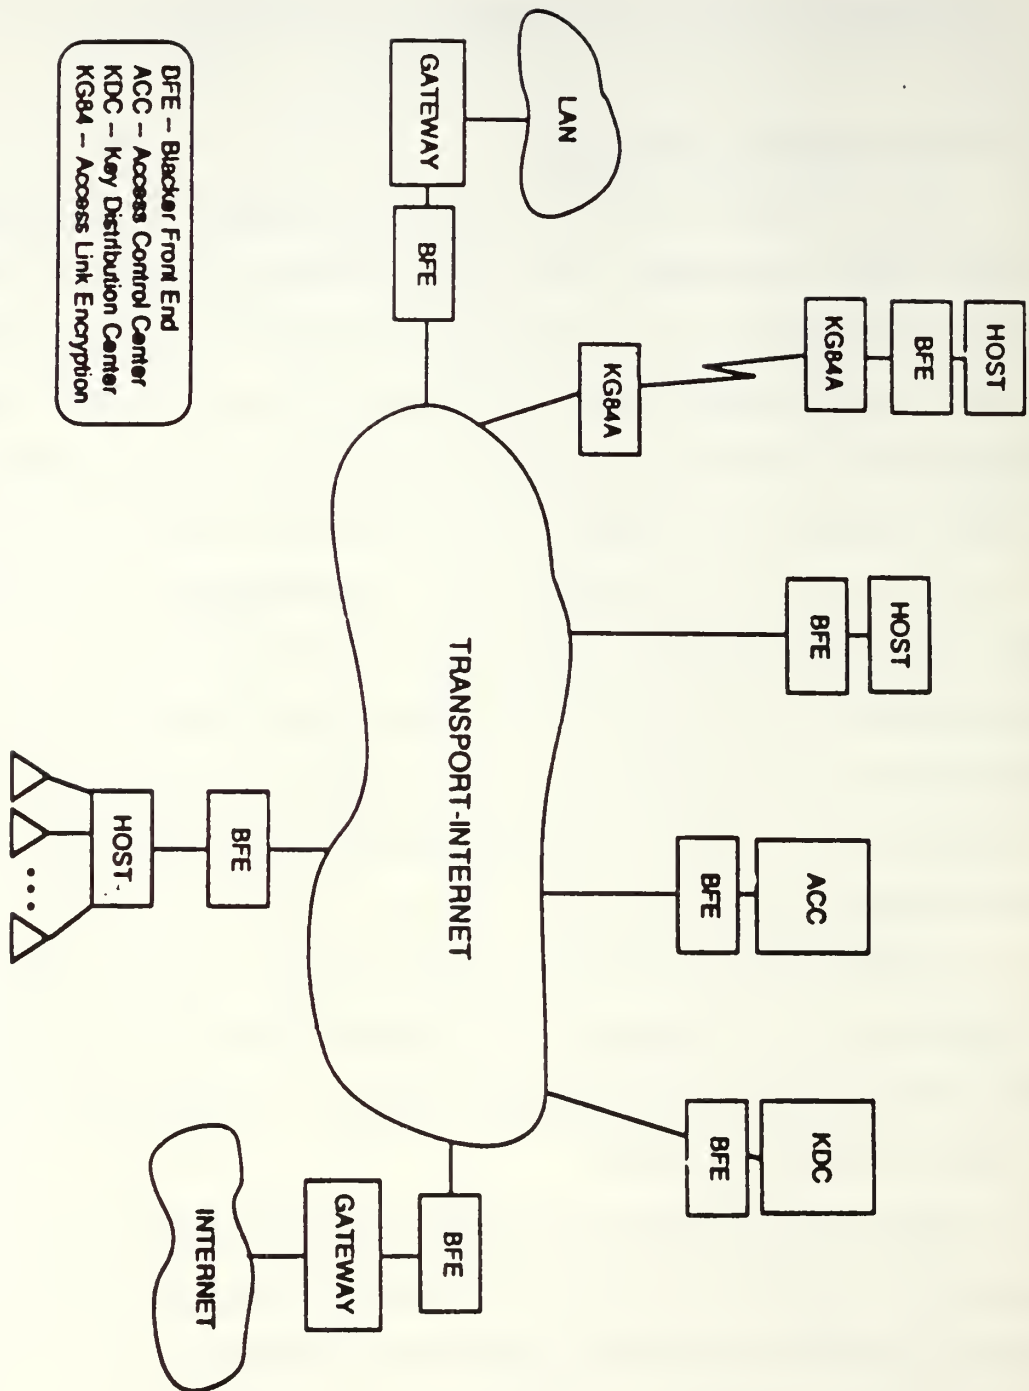 HOST
BFE
HOST
KG84A
BFE
ACC
KDC
BFE
BFE
KG84A
LAN
TRANSPORT-INTERNET
GATEWAY
BFE
BFE
GATEWAY
BFE
INTERNET
HOST
DFE -- Blacker Front End
ACC -- Access Control Center
KDC -- Key Distribution Center
KG84 -- Access Link Encryption